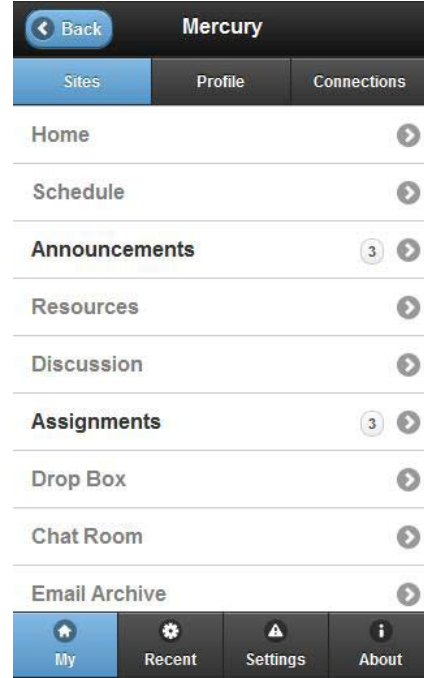 Back Mercury
Sites Profile Connections
Home
Schedule
Announcements 3
Resources
Discussion
Assignments 3
Drop Box
Chat Room
Email Archive
My Recent Settings About